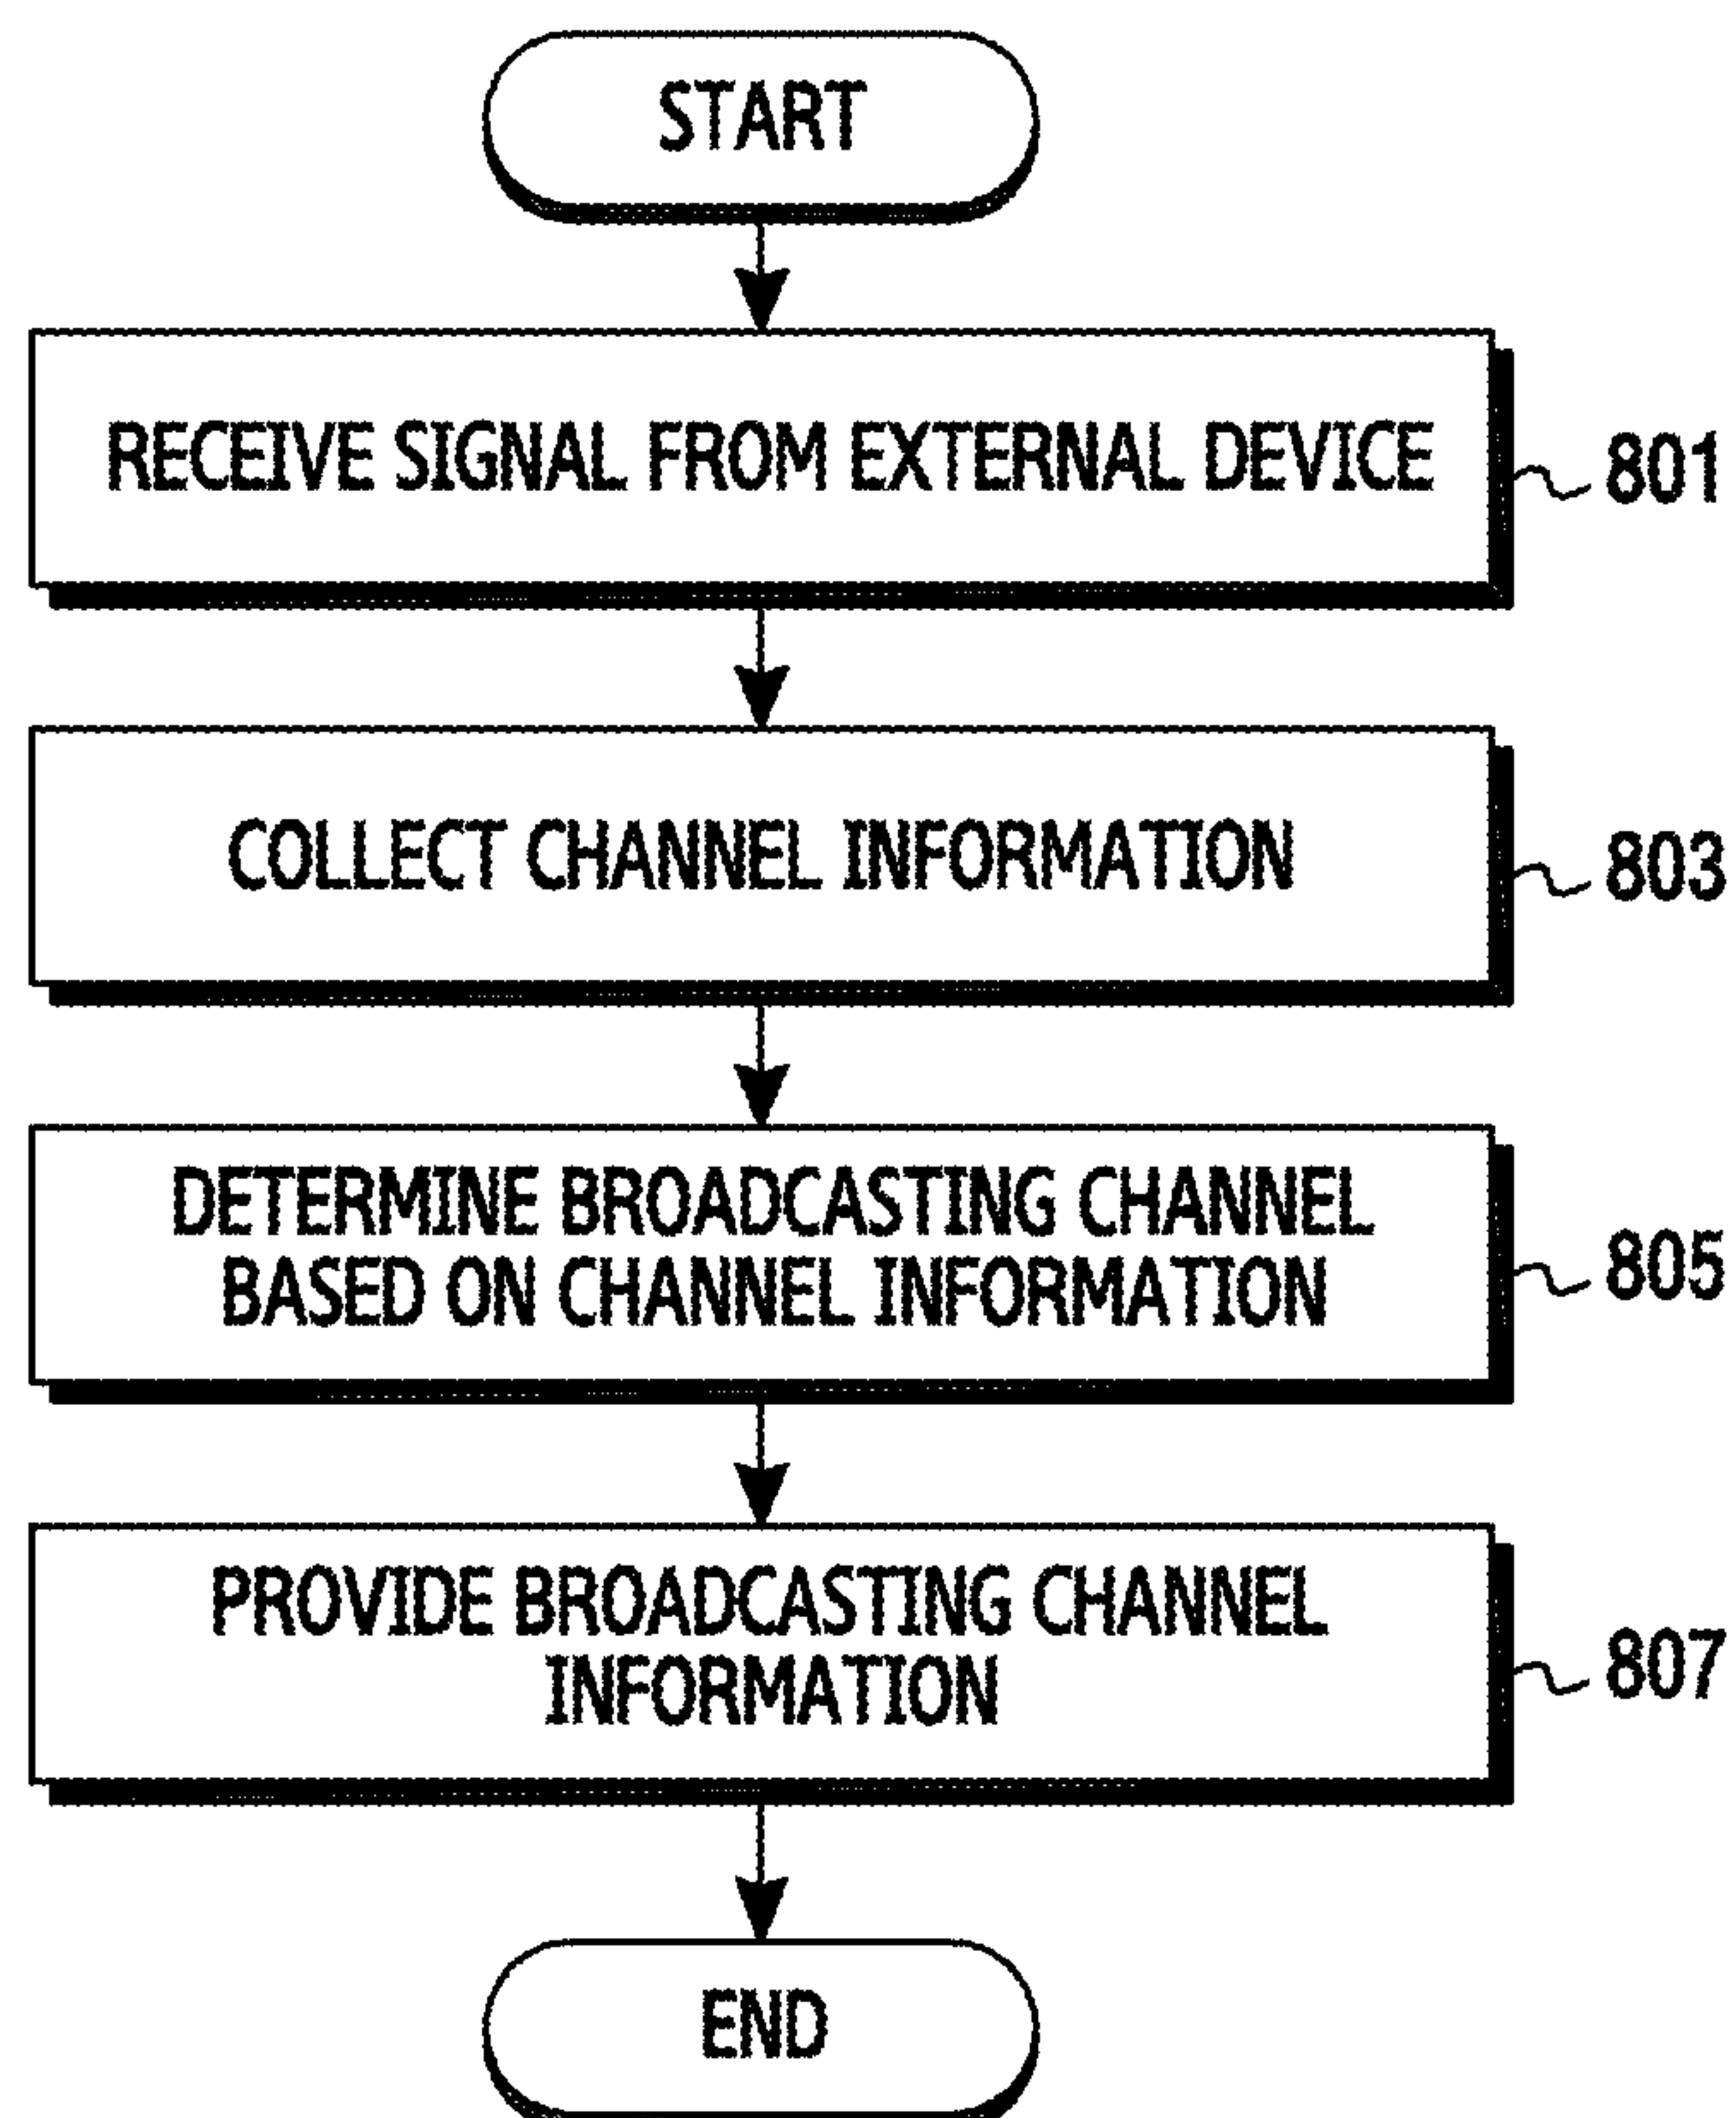 START
RECEIVE SIGNAL FROM EXTERNAL DEVICE
801
COLLECT CHANNEL INFORMATION
803
DETERMINE BROADCASTING CHANNEL
BASED ON CHANNEL INFORMATION
805
PROVIDE BROADCASTING CHANNEL
INFORMATION
807
END